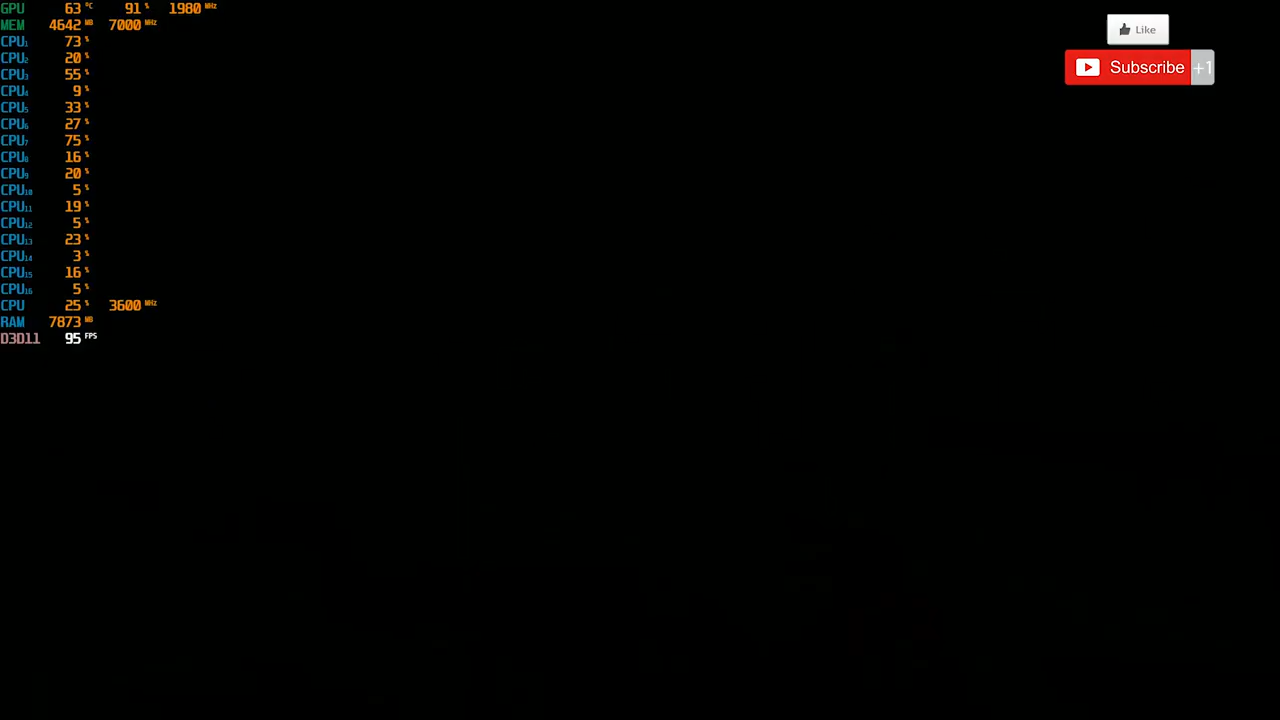 GPU 63 °C 91 % 1980 MHz
MEM 4642 MB 7000 MHz
CPU1 73 %
CPU2 20 %
CPU3 55 %
CPU4 9 %
CPU5 33 %
CPU6 27 %
CPU7 75 %
CPU8 16 %
CPU9 20 %
CPU10 5 %
CPU11 19 %
CPU12 5 %
CPU13 23 %
CPU14 3 %
CPU15 16 %
CPU16 5 %
CPU 25 % 3600 MHz
RAM 7873 MB
D3D11 95 FPS
Like
Subscribe +1